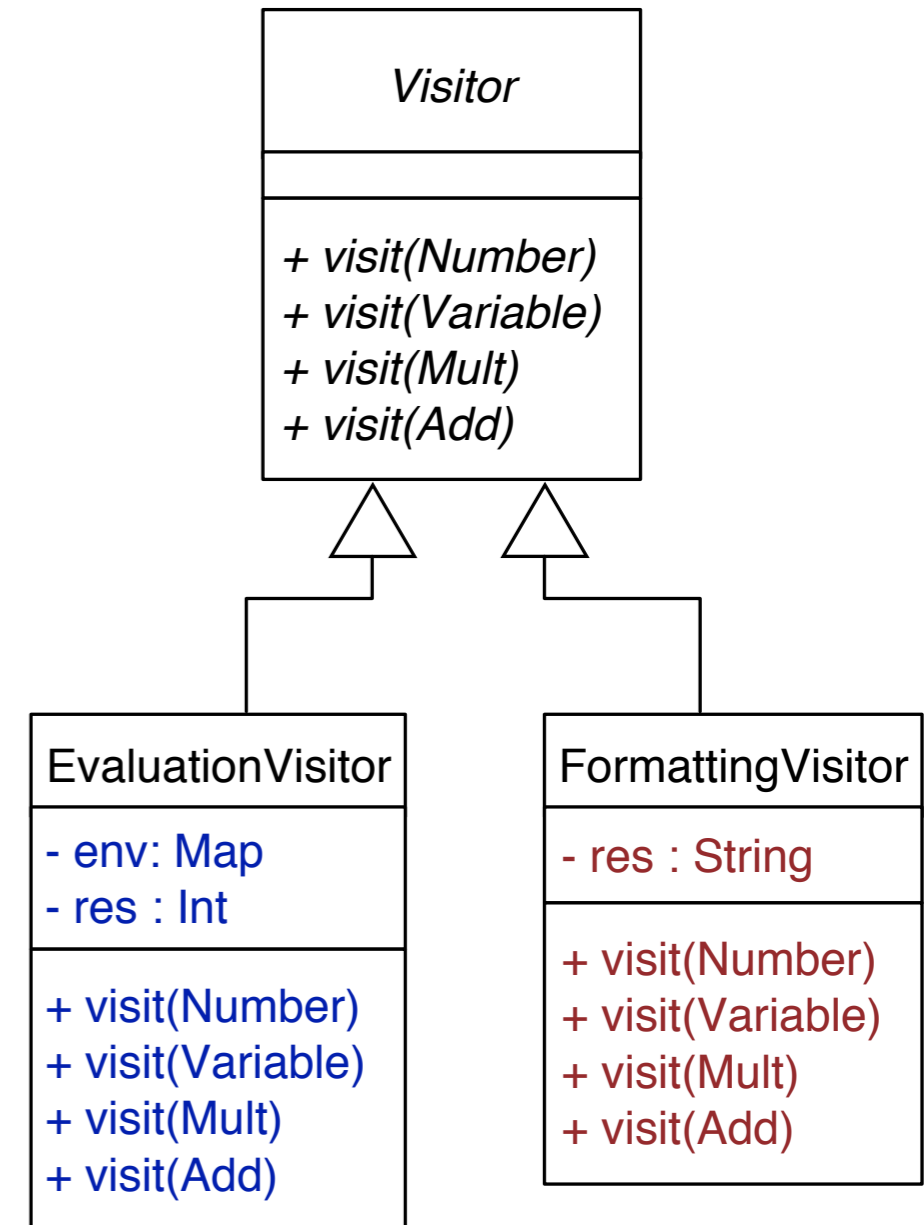 Visitor
+ visit(Number)
+ visit(Variable)
+ visit(Mult)
+ visit(Add)
EvaluationVisitor
- env: Map
- res : Int
+ visit(Number)
+ visit(Variable)
+ visit(Mult)
+ visit(Add)
FormattingVisitor
- res : String
+ visit(Number)
+ visit(Variable)
+ visit(Mult)
+ visit(Add)